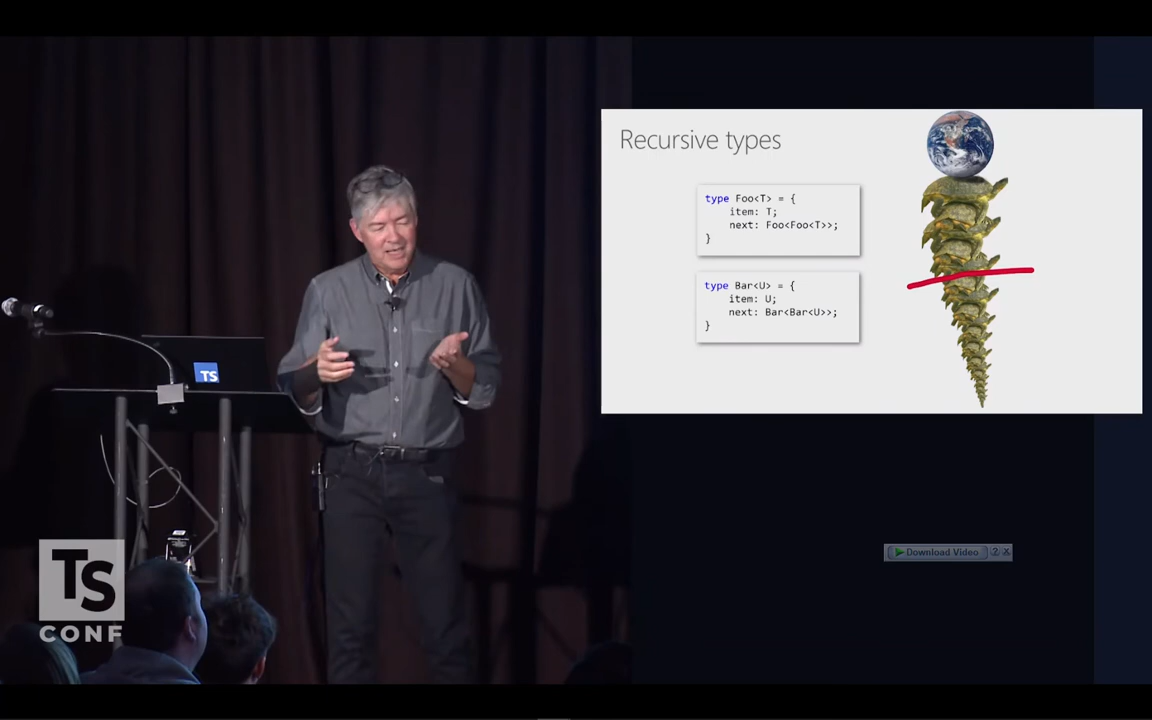 Recursive types
type Foo<T> = {
item: T;
next: Foo<Foo<T>>;
}
type Bar<U> = {
item: U;
next: Bar<Bar<U>>;
}
TS
TS
CONF
Download Video ? X